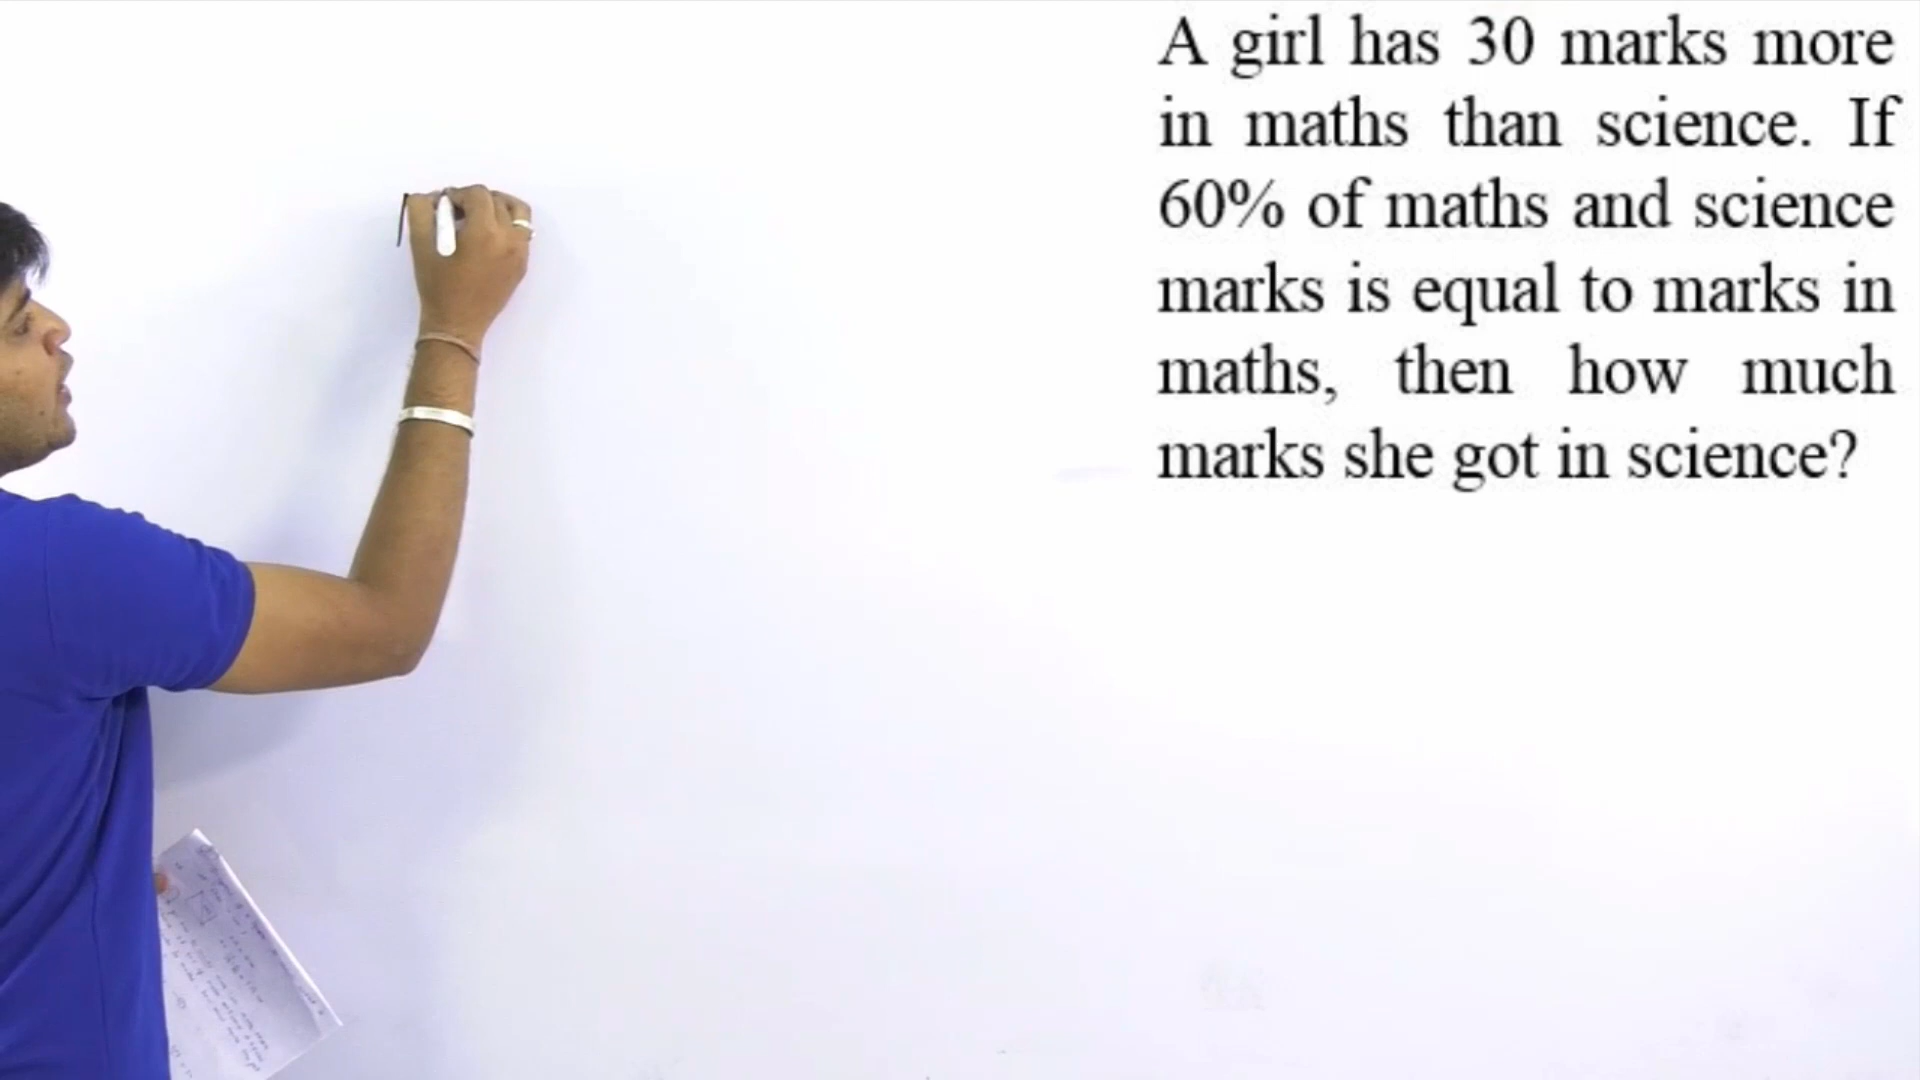 A girl has 30 marks more
in maths than science. If
60% of maths and science
marks is equal to marks in
maths, then how much
marks she got in science?